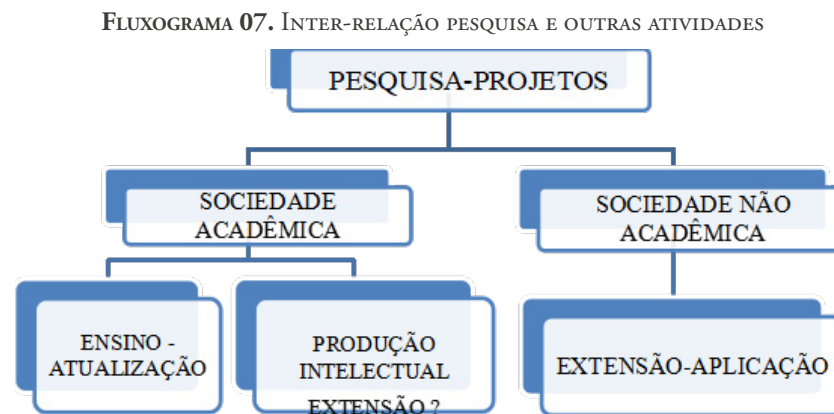 FLUXOGRAMA 07. INTER-RELAÇÃO PESQUISA E OUTRAS ATIVIDADES
PESQUISA-PROJETOS
SOCIEDADE
ACADÊMICA
SOCIEDADE NÃO
ACADÊMICA
ENSINO -
ATUALIZAÇÃO
PRODUÇÃO
INTELECTUAL
EXTENSÃO ?
EXTENSÃO-APLICAÇÃO